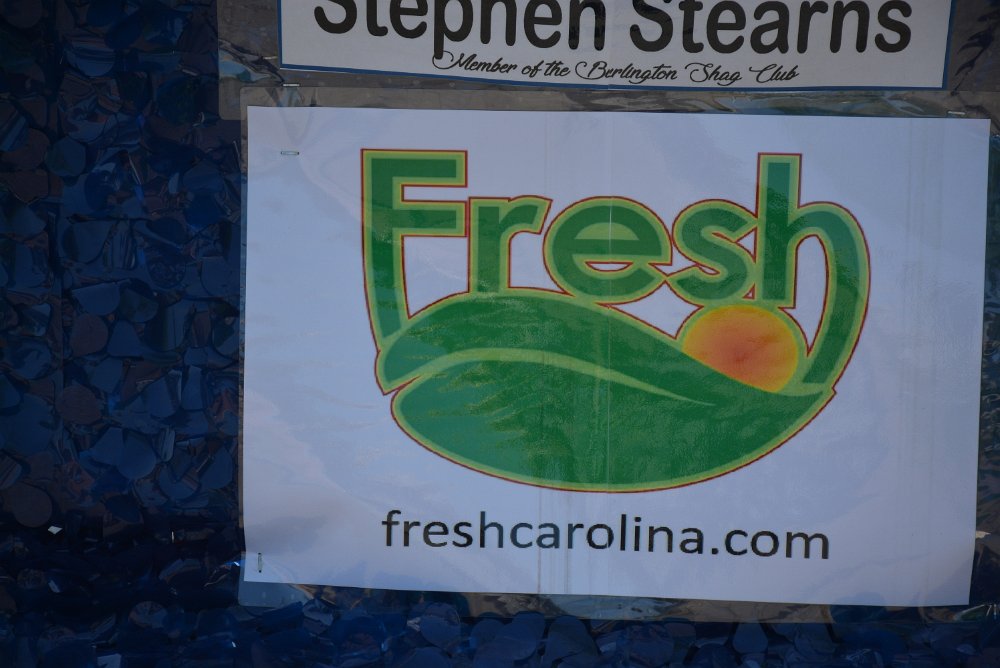 Stephen Stearns
Member of the Burlington Shag Club
Fresh
freshcarolina.com